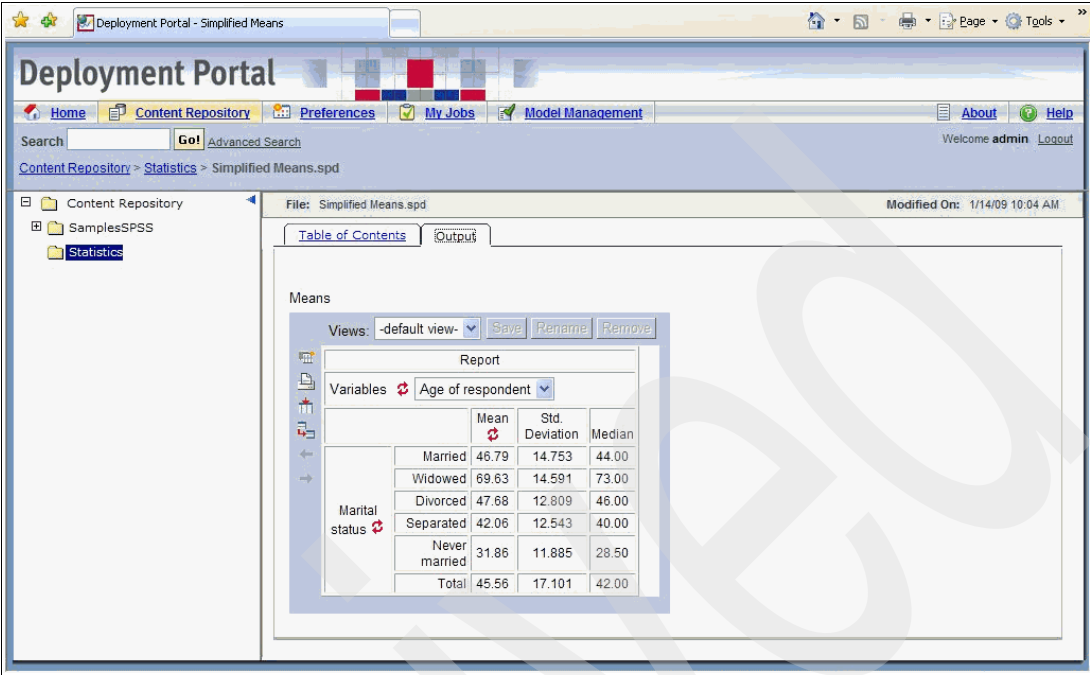 Deployment Portal - Simplified Means
Page Tools »
Deployment Portal
Home Content Repository Preferences My Jobs Model Management About Help
Search Go! Advanced Search Welcome admin Logout
Content Repository > Statistics > Simplified Means.spd
Content Repository
SamplesSPSS
Statistics
File: Simplified Means.spd Modified On: 1/14/09 10:04 AM
Table of Contents Output
Means
Views: -default view- Save Rename Remove
Report
Variables Age of respondent
Mean Std. Deviation Median
Marital status
Married 46.79 14.753 44.00
Widowed 69.63 14.591 73.00
Divorced 47.68 12.809 46.00
Separated 42.06 12.543 40.00
Never married 31.86 11.885 28.50
Total 45.56 17.101 42.00